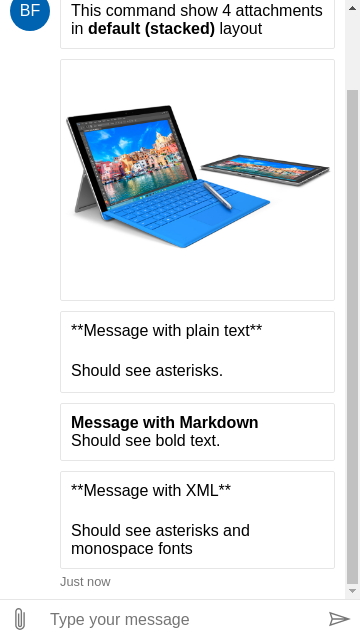 BF
This command show 4 attachments
in default (stacked) layout
**Message with plain text**
Should see asterisks.
Message with Markdown
Should see bold text.
**Message with XML**
Should see asterisks and
monospace fonts
Just now
Type your message